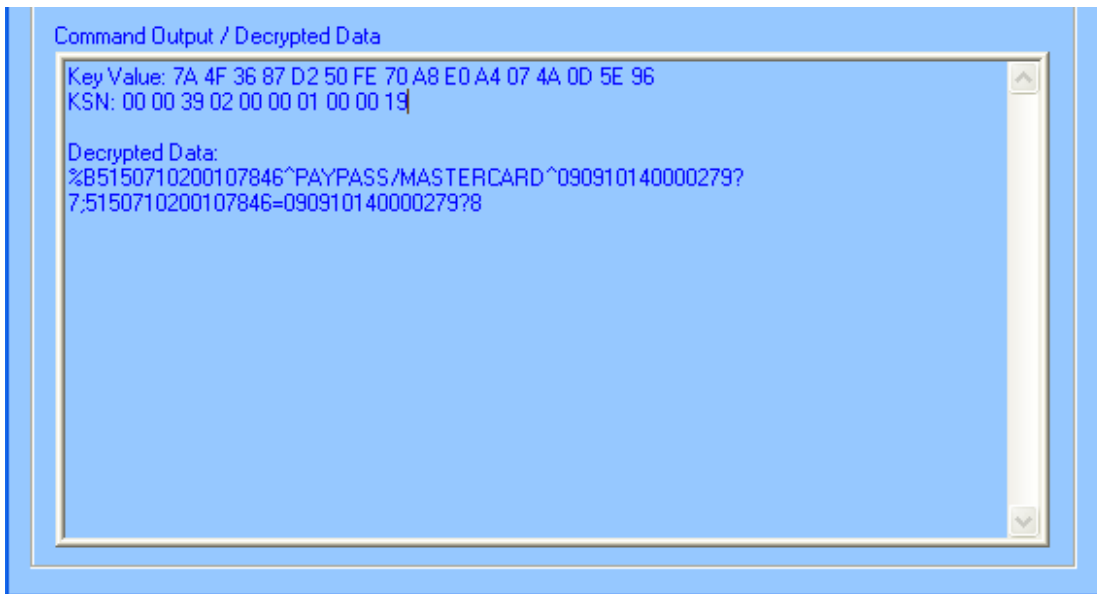 Command Output / Decrypted Data
Key Value: 7A 4F 36 87 D2 50 FE 70 A8 E0 A4 07 4A 0D 5E 96
KSN: 00 00 39 02 00 00 01 00 00 19
Decrypted Data:
%B5150710200107846^PAYPASS/MASTERCARD^090910140000279?
7;5150710200107846=090910140000279?8